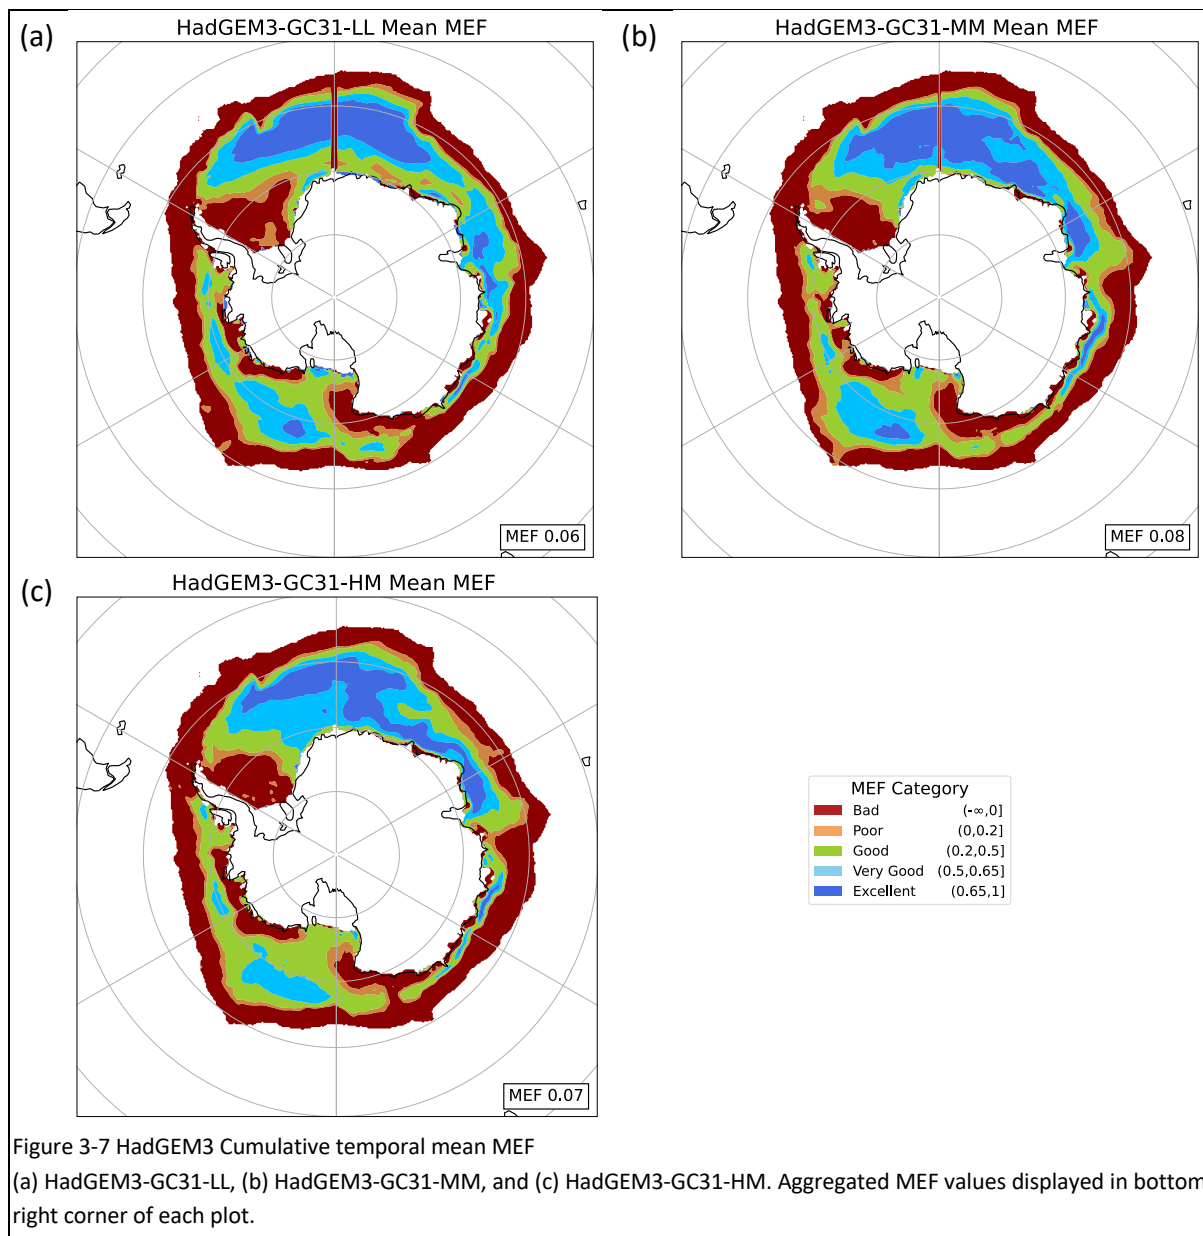 (a)
HadGEM3-GC31-LL Mean MEF
MEF 0.06
(b)
HadGEM3-GC31-MM Mean MEF
MEF 0.08
(c)
HadGEM3-GC31-HM Mean MEF
MEF 0.07
MEF Category
Bad (-∞,0]
Poor (0,0.2]
Good (0.2,0.5]
Very Good (0.5,0.65]
Excellent (0.65,1]
Figure 3-7 HadGEM3 Cumulative temporal mean MEF
(a) HadGEM3-GC31-LL, (b) HadGEM3-GC31-MM, and (c) HadGEM3-GC31-HM. Aggregated MEF values displayed in bottom
right corner of each plot.